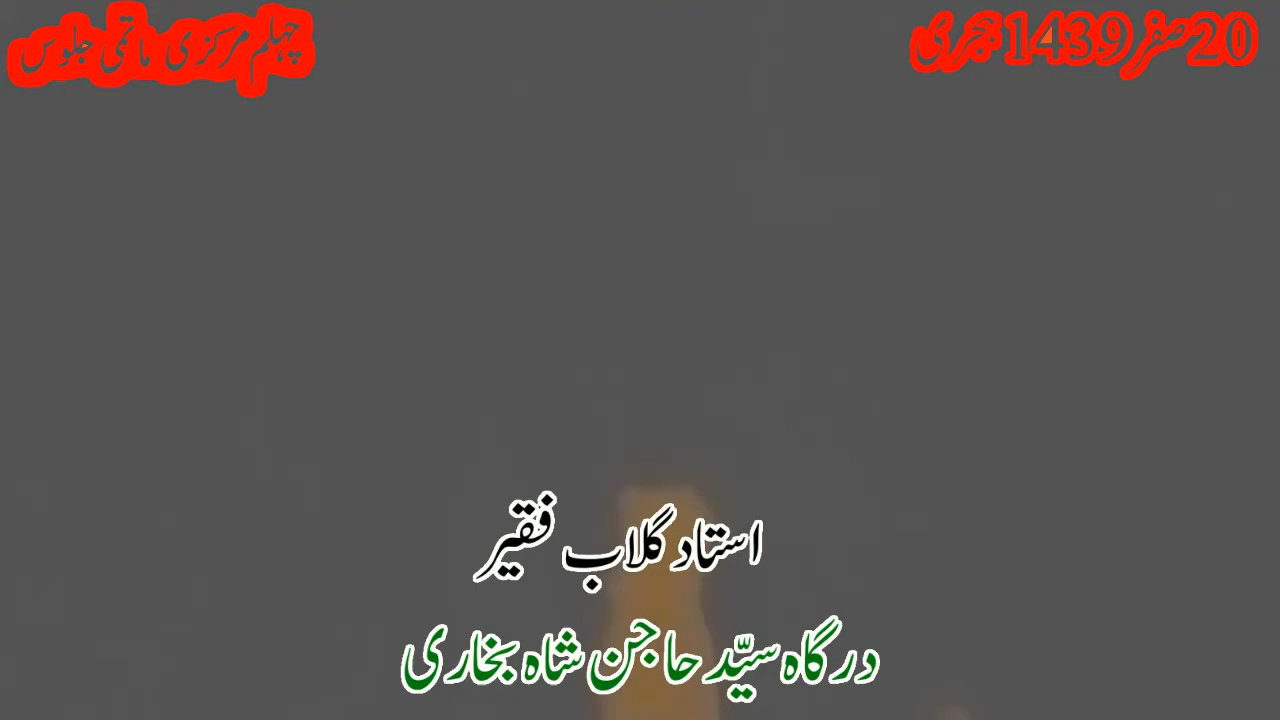 20 صفر 1439 ہجری
چہلم مرکزی ماتمی جلوس
استاد گلاب فقیر
درگاہ سیّد حاجن شاہ بخاری